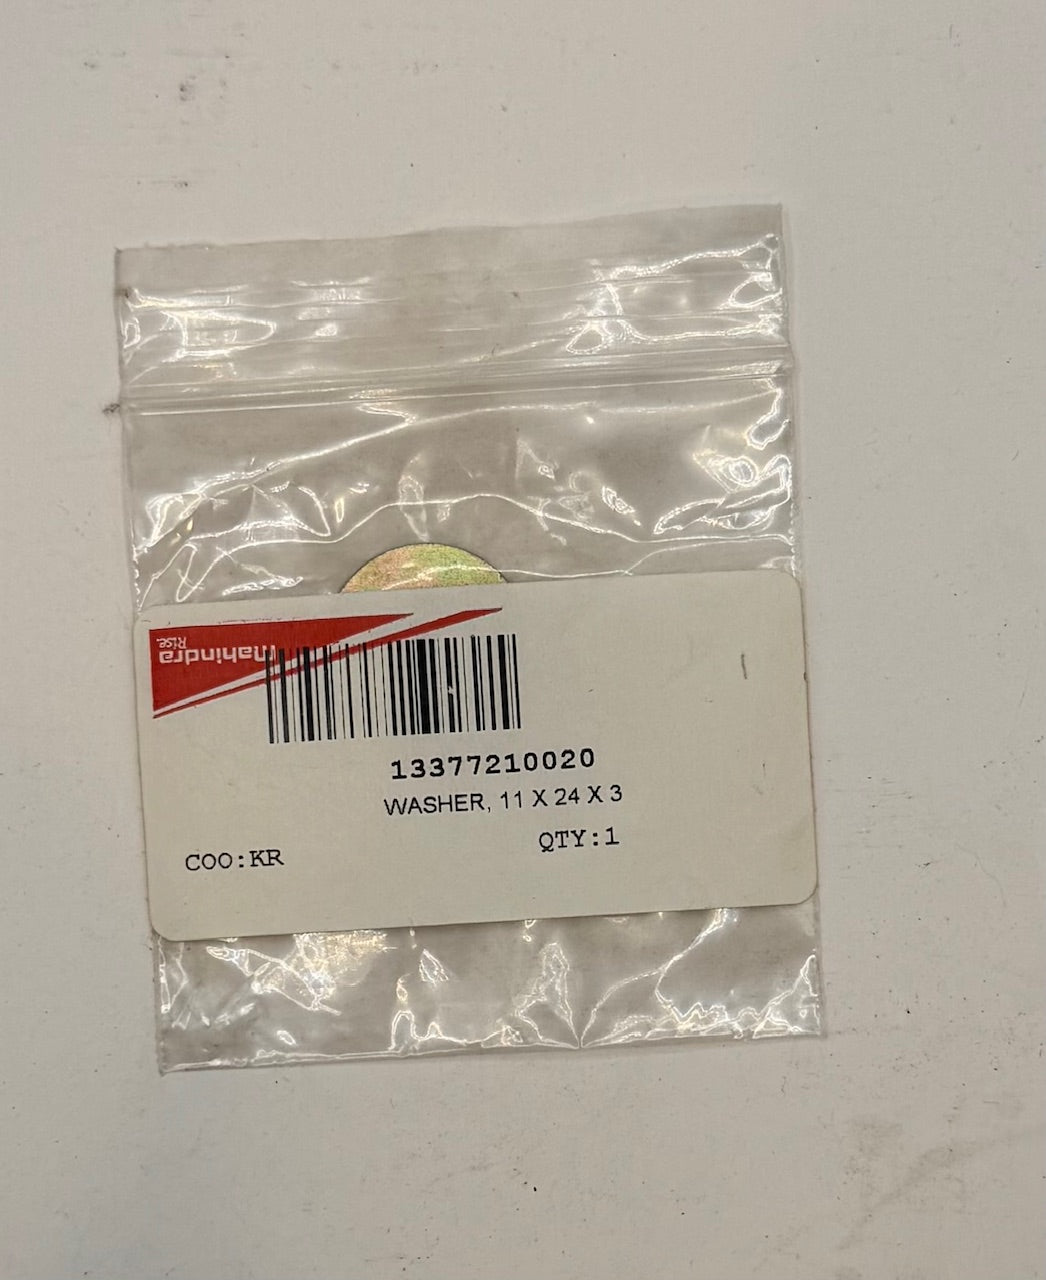 Mahindra
Rise.
13377210020
WASHER, 11 X 24 X 3
QTY:1
COO:KR